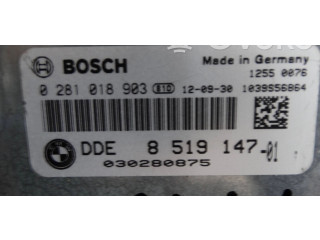 BOSCH
Made in Germany
1255 0076
0 281 018 903 E10 12-09-30 1039S56864
DDE 8 519 147-01
030280875